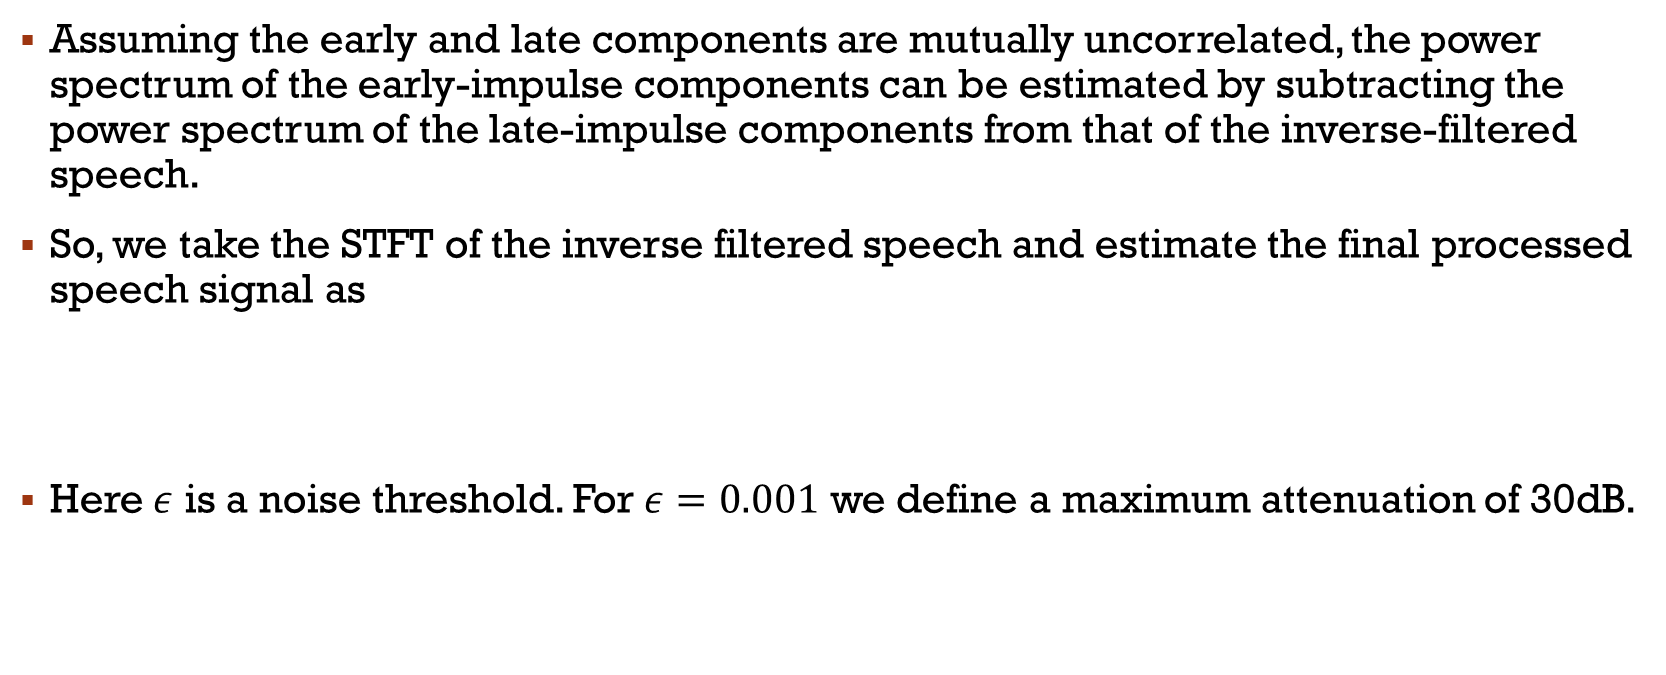 ▪ Assuming the early and late components are mutually uncorrelated, the power
spectrum of the early-impulse components can be estimated by subtracting the
power spectrum of the late-impulse components from that of the inverse-filtered
speech.
▪ So, we take the STFT of the inverse filtered speech and estimate the final processed
speech signal as
▪ Here ϵ is a noise threshold. For ϵ = 0.001 we define a maximum attenuation of 30dB.